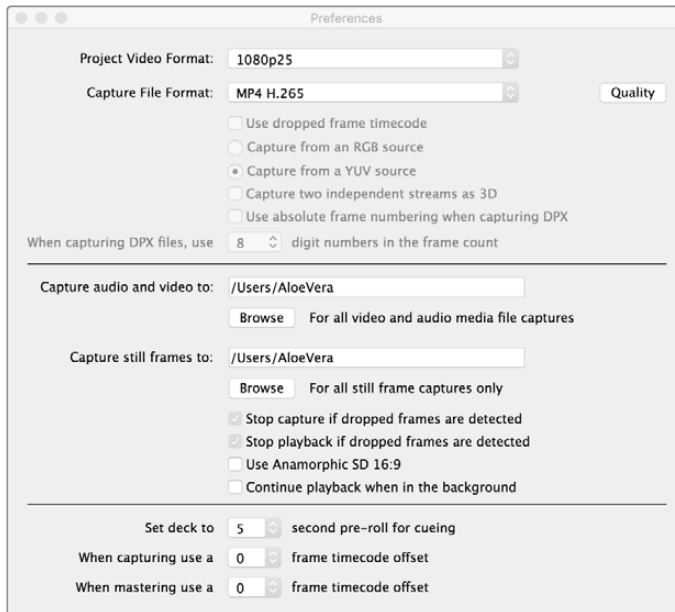 Preferences
Project Video Format: 1080p25
Capture File Format: MP4 H.265 Quality
Use dropped frame timecode
Capture from an RGB source
Capture from a YUV source
Capture two independent streams as 3D
Use absolute frame numbering when capturing DPX
When capturing DPX files, use 8 digit numbers in the frame count
Capture audio and video to: /Users/AloeVera
Browse For all video and audio media file captures
Capture still frames to: /Users/AloeVera
Browse For all still frame captures only
Stop capture if dropped frames are detected
Stop playback if dropped frames are detected
Use Anamorphic SD 16:9
Continue playback when in the background
Set deck to 5 second pre-roll for cueing
When capturing use a 0 frame timecode offset
When mastering use a 0 frame timecode offset